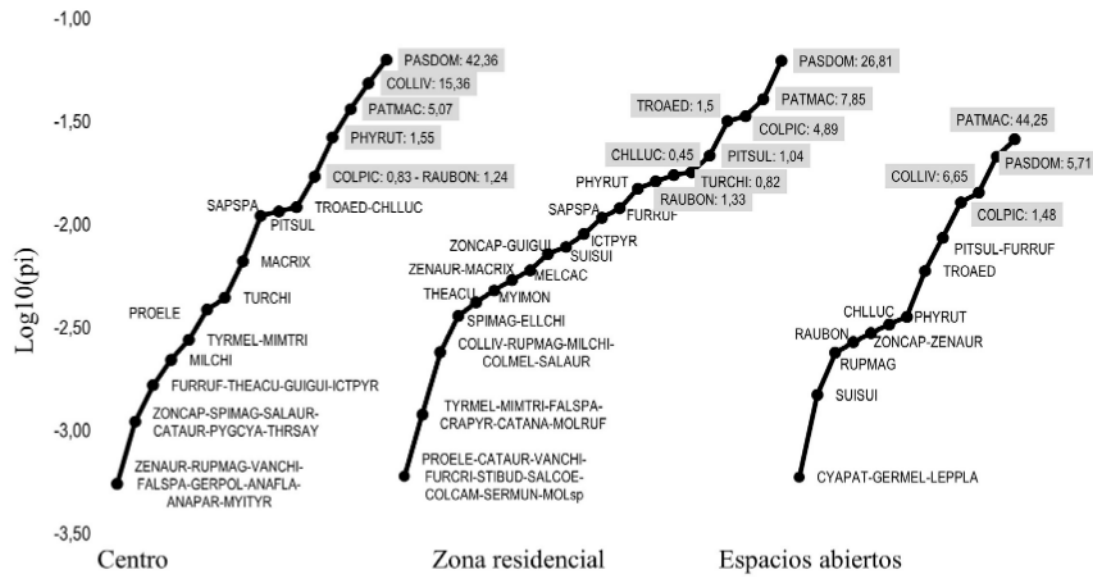 Log10(pi)
-1,00
-1,50
-2,00
-2,50
-3,00
-3,50
PASDOM: 42,36
COLLIV: 15,36
PATMAC: 5,07
PHYRUT: 1,55
COLPIC: 0,83 - RAUBON: 1,24
TROAED-CHLLUC
SAPSPA
PITSUL
MACRIX
TURCHI
PROELE
TYRMEL-MIMTRI
MILCHI
FURRUF-THEACU-GUIGUI-ICTPYR
ZONCAP-SPIMAG-SALAUR-
CATAUR-PYGCYA-THRSAY
ZENAUR-RUPMAG-VANCHI-
FALSPA-GERPOL-ANAFLA-
ANAPAR-MYITYR
Centro
PASDOM: 26,81
PATMAC: 7,85
TROAED: 1,5
COLPIC: 4,89
PITSUL: 1,04
CHLLUC: 0,45
TURCHI: 0,82
PHYRUT
RAUBON: 1,33
SAPSPA
FURRUF
ICTPYR
ZONCAP-GUIGUI
SUISUI
ZENAUR-MACRIX
MELCAC
THEACU
MYIMON
SPIMAG-ELLCHI
COLLIV-RUPMAG-MILCHI-
COLMEL-SALAUR
TYRMEL-MIMTRI-FALSPA-
CRAPYR-CATANA-MOLRUF
PROELE-CATAUR-VANCHI-
FURCRI-STIBUD-SALCOE-
COLCAM-SERMUN-MOLsp
Zona residencial
PATMAC: 44,25
PASDOM: 5,71
COLLIV: 6,65
COLPIC: 1,48
PITSUL-FURRUF
TROAED
CHLLUC
PHYRUT
RAUBON
ZONCAP-ZENAUR
RUPMAG
SUISUI
CYAPAT-GERMEL-LEPPLA
Espacios abiertos